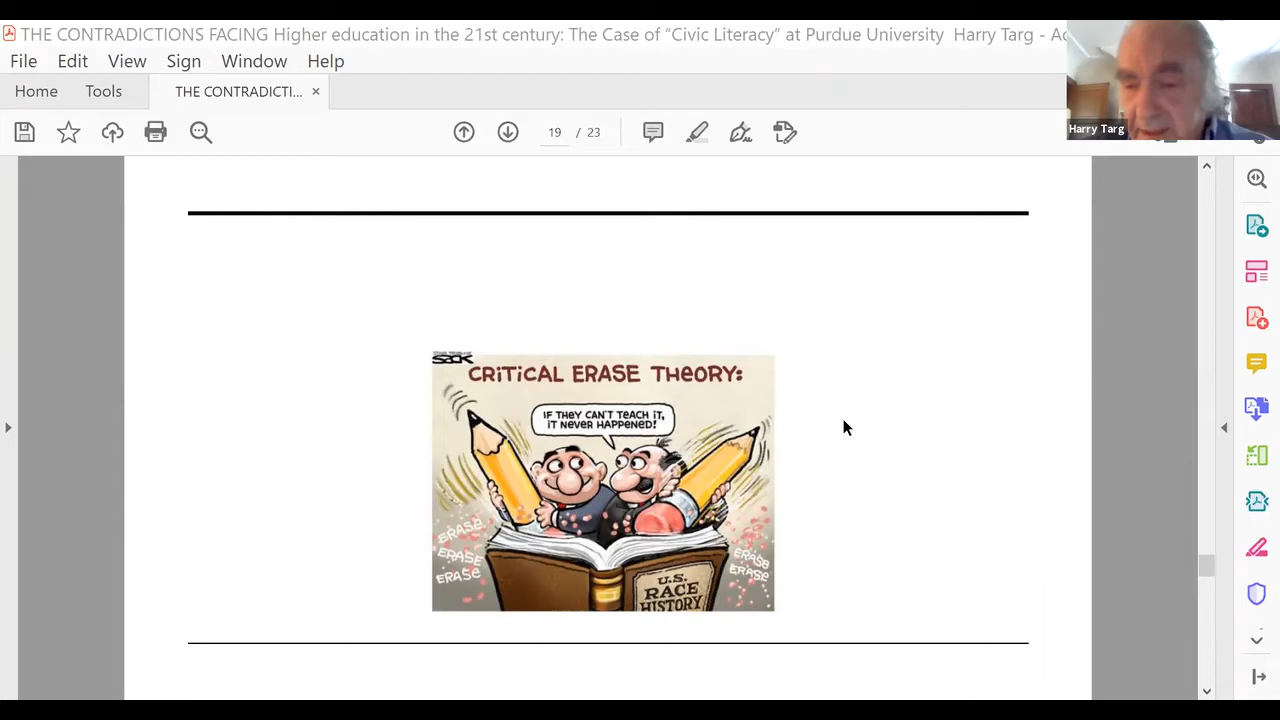 THE CONTRADICTIONS FACING Higher education in the 21st century: The Case of “Civic Literacy” at Purdue University Harry Targ - Ac
File Edit View Sign Window Help
Home Tools THE CONTRADICTI... ×
19 / 23
Harry Targ
SACK
CRITICAL ERASE THEORY:
IF THEY CAN'T TEACH IT,
IT NEVER HAPPENED!
ERASE
ERASE
ERASE
ERASE
ERASE
U.S.
RACE
HISTORY